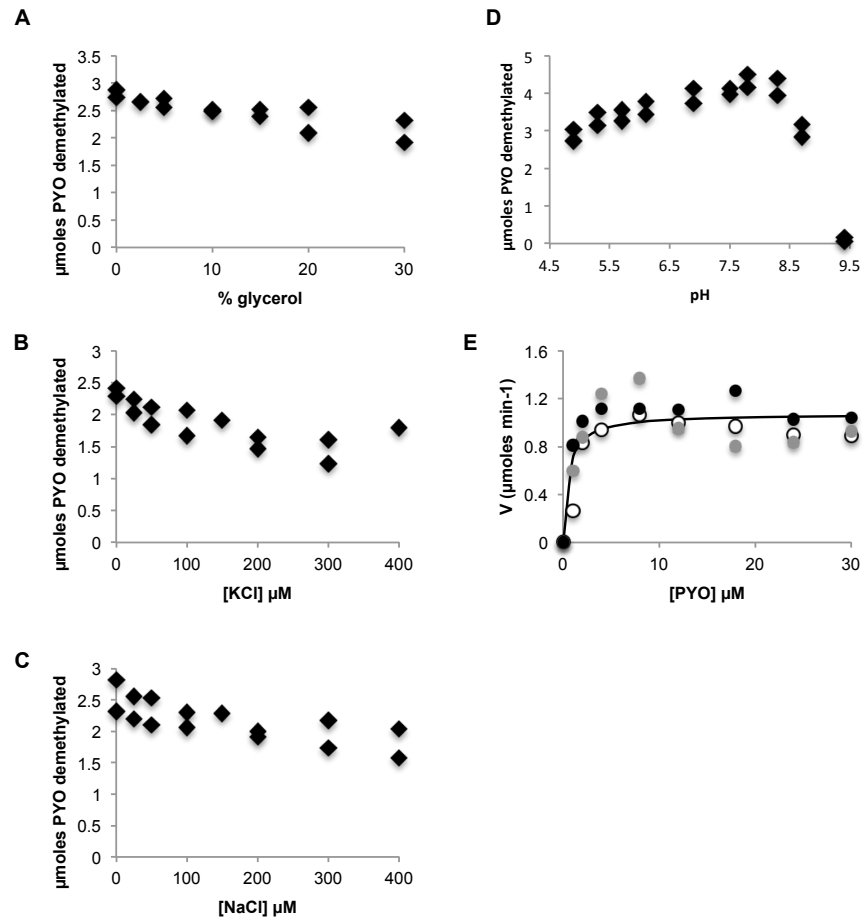 A
µmoles PYO demethylated
3.5
3
2.5
2
1.5
1
0.5
0
0 10 20 30
% glycerol
B
µmoles PYO demethylated
3
2.5
2
1.5
1
0.5
0
0 100 200 300 400
[KCl] µM
C
µmoles PYO demethylated
3
2.5
2
1.5
1
0.5
0
0 100 200 300 400
[NaCl] µM
D
µmoles PYO demethylated
5
4
3
2
1
0
4.5 5.5 6.5 7.5 8.5 9.5
pH
E
V (µmoles min-1)
1.6
1.2
0.8
0.4
0
0 10 20 30
[PYO] µM